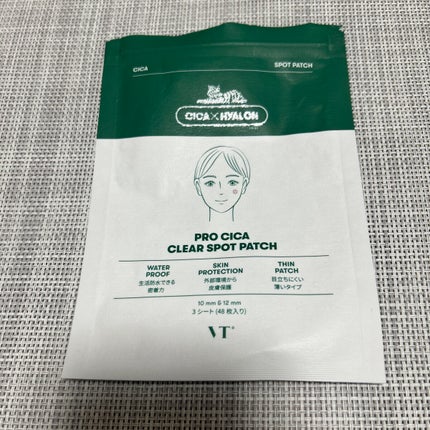 CICA
SPOT PATCH
CICA×HYALON
PRO CICA
CLEAR SPOT PATCH
WATER
PROOF
生活防水できる
密着力
SKIN
PROTECTION
外部環境から
皮膚保護
THIN
PATCH
目立ちにくい
薄いタイプ
10 mm & 12 mm
3 シート (48 枚入り)
VT